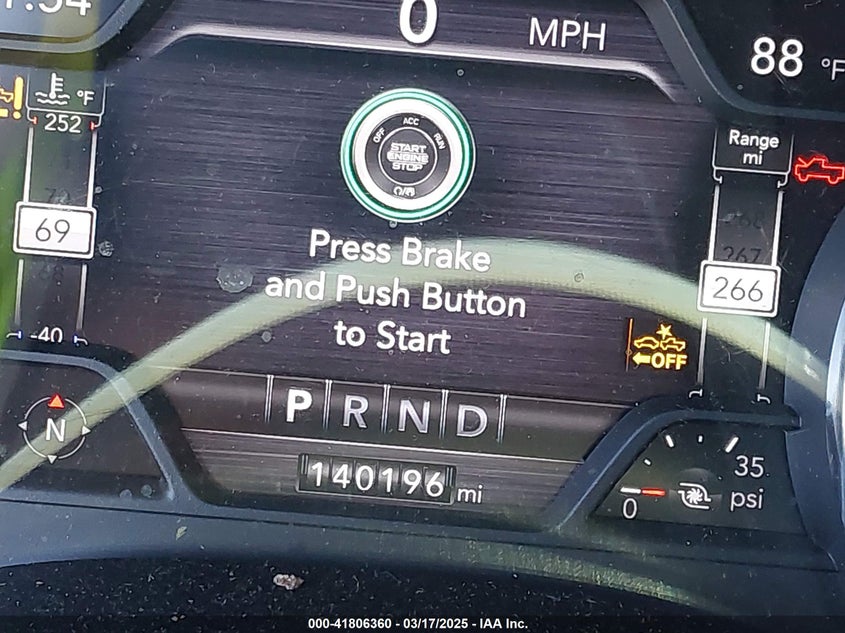 0 MPH
88 °F
°F
252
69
-40
OFF ACC RUN
START
ENGINE
STOP
Range
mi
267
266
Press Brake
and Push Button
to Start
OFF
N
P R N D
140196 mi
35
0
psi
000-41806360 - 03/17/2025 - IAA Inc.